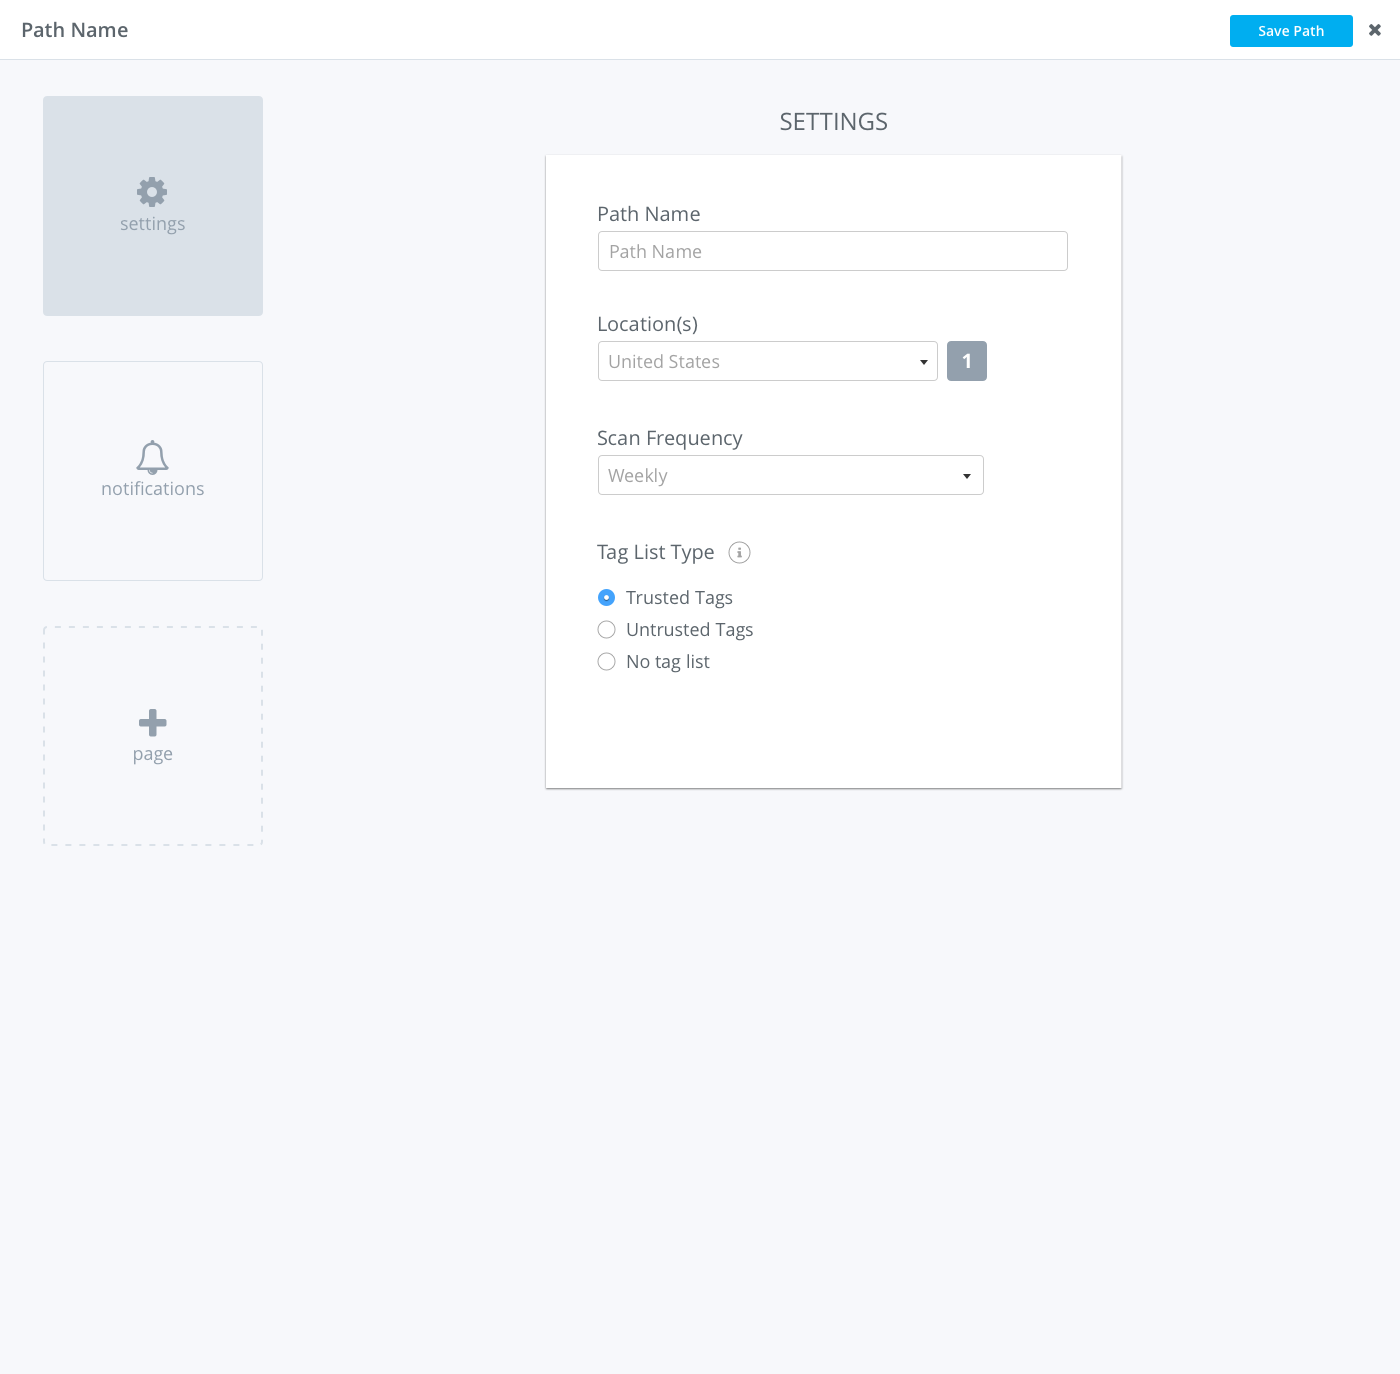 Path Name
Save Path
settings
notifications
page
SETTINGS
Path Name
Path Name
Location(s)
United States
1
Scan Frequency
Weekly
Tag List Type
Trusted Tags
Untrusted Tags
No tag list